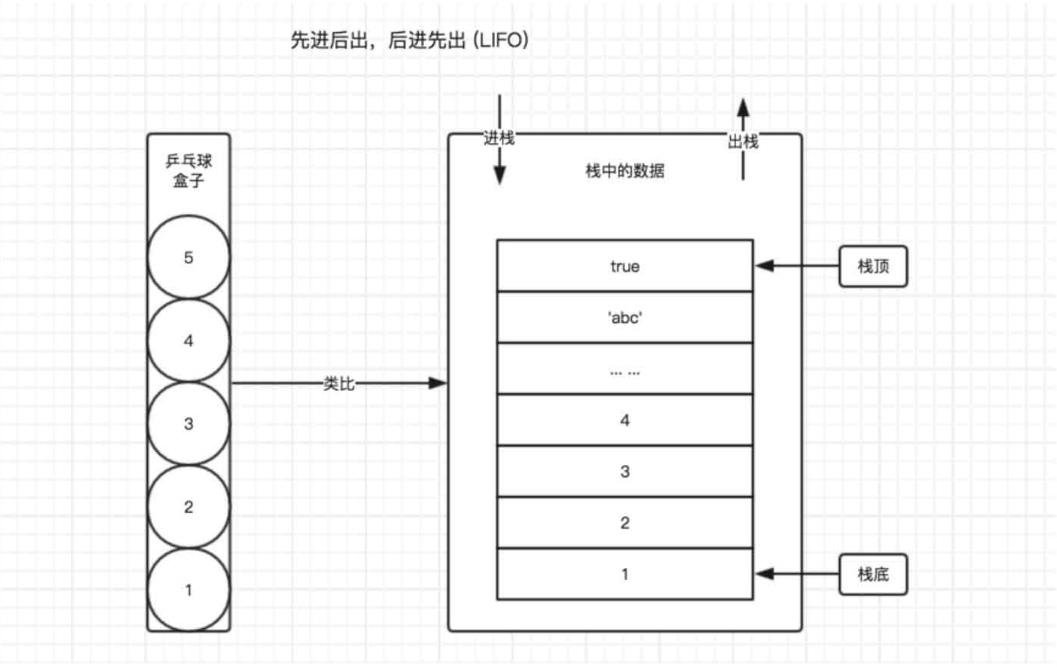 先进后出，后进先出 (LIFO)
进栈
出栈
乒乓球
盒子
栈中的数据
5
true
栈顶
'abc'
4
... ...
类比
3
4
3
2
2
1
1
栈底